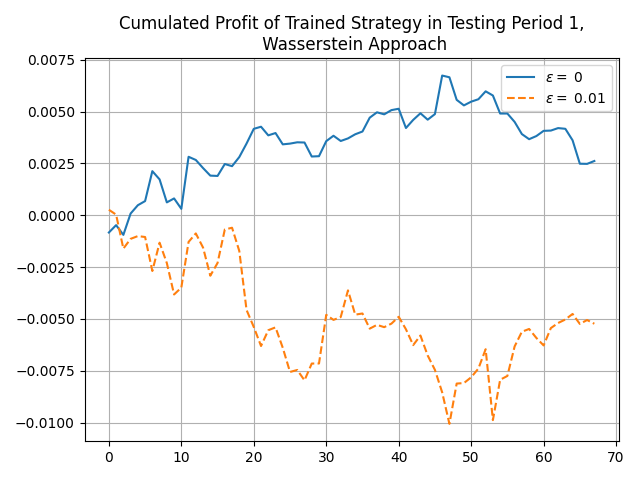 Cumulated Profit of Trained Strategy in Testing Period 1,
Wasserstein Approach
0.0075
0.0050
0.0025
0.0000
−0.0025
−0.0050
−0.0075
−0.0100
0 10 20 30 40 50 60 70
ε = 0
ε = 0.01